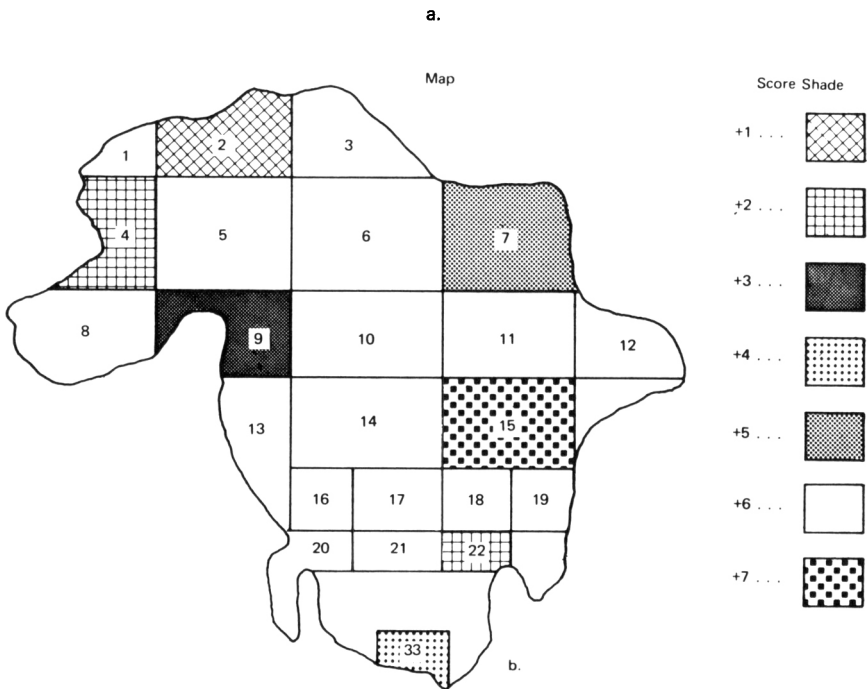 a.
Map
Score Shade
+1 . . .
+2 . . .
+3 . . .
+4 . . .
+5 . . .
+6 . . .
+7 . . .
1
2
3
4
5
6
7
8
9
10
11
12
13
14
15
16
17
18
19
20
21
22
33
b.